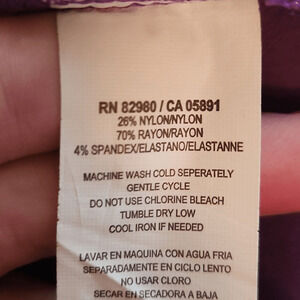 RN 82980 / CA 05891
26% NYLON/NYLON
70% RAYON/RAYON
4% SPANDEX/ELASTANO/ELASTANNE
MACHINE WASH COLD SEPERATELY
GENTLE CYCLE
DO NOT USE CHLORINE BLEACH
TUMBLE DRY LOW
COOL IRON IF NEEDED
LAVAR EN MAQUINA CON AGUA FRIA
SEPARADAMENTE EN CICLO LENTO
NO USAR CLORO
SECAR EN SECADORA A BAJA